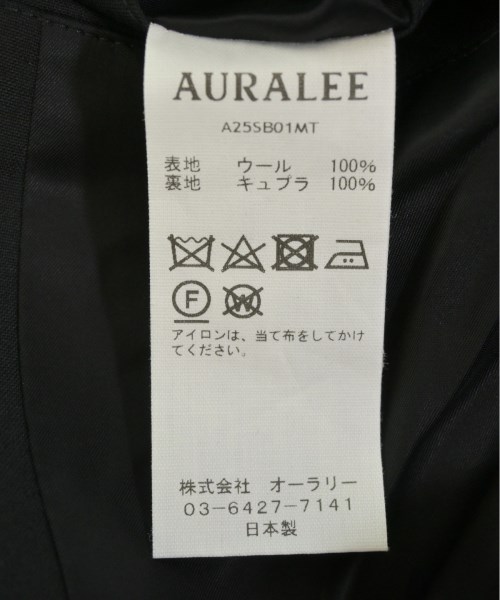 AURALEE
A25SB01MT
表地 ウール 100%
裏地 キュプラ 100%
F W
アイロンは、当て布をしてかけ
てください。
株式会社 オーラリー
03-6427-7141
日本製